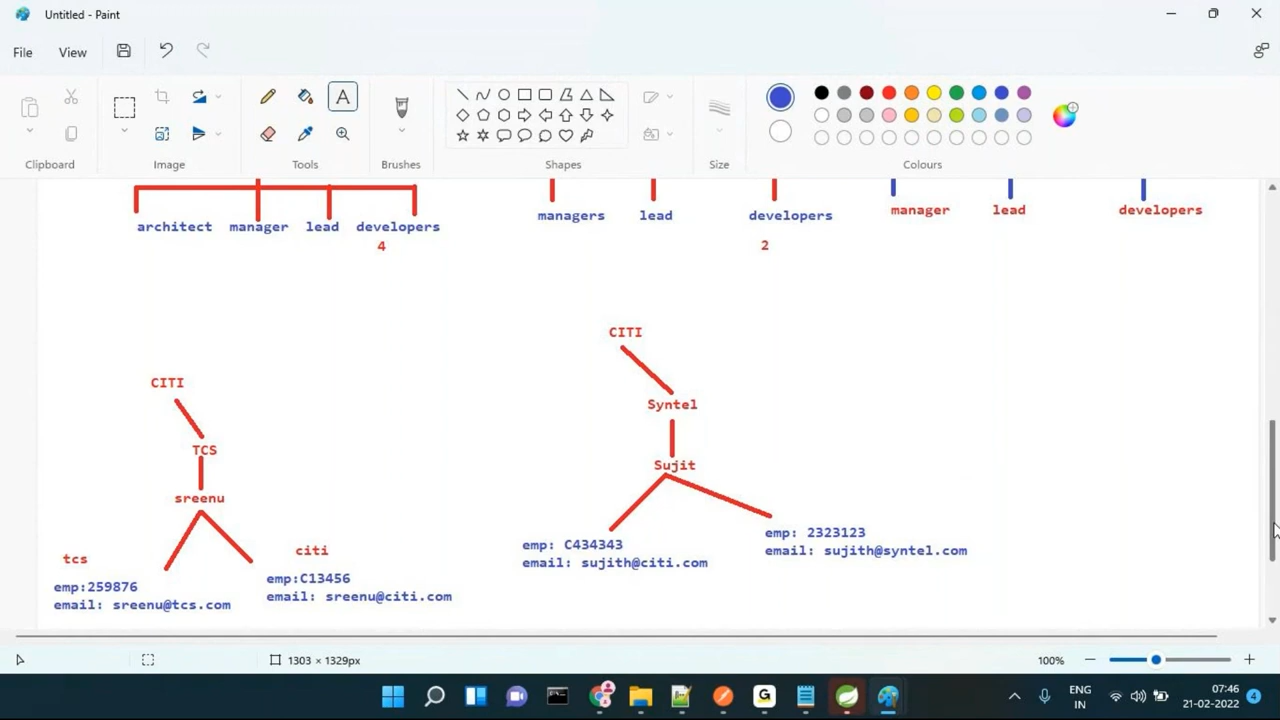 Untitled - Paint
File View
Clipboard Image Tools Brushes Shapes Size Colours
architect manager lead developers
4
managers lead developers
2
manager lead developers
CITI
TCS
sreenu
tcs
emp:259876
email: sreenu@tcs.com
citi
emp:C13456
email: sreenu@citi.com
CITI
Syntel
Sujit
emp: C434343
email: sujith@citi.com
emp: 2323123
email: sujith@syntel.com
1303 × 1329px
100%
ENG
IN
07:46
21-02-2022
4